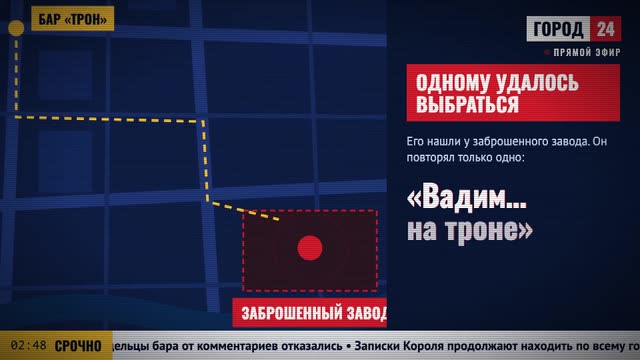 БАР «ТРОН»
ГОРОД 24
ПРЯМОЙ ЭФИР
ОДНОМУ УДАЛОСЬ
ВЫБРАТЬСЯ
Его нашли у заброшенного завода. Он
повторял только одно:
«Вадим...
на троне»
ЗАБРОШЕННЫЙ ЗАВОД
02:48 СРОЧНО дельцы бара от комментариев отказались • Записки Короля продолжают находить по всему го